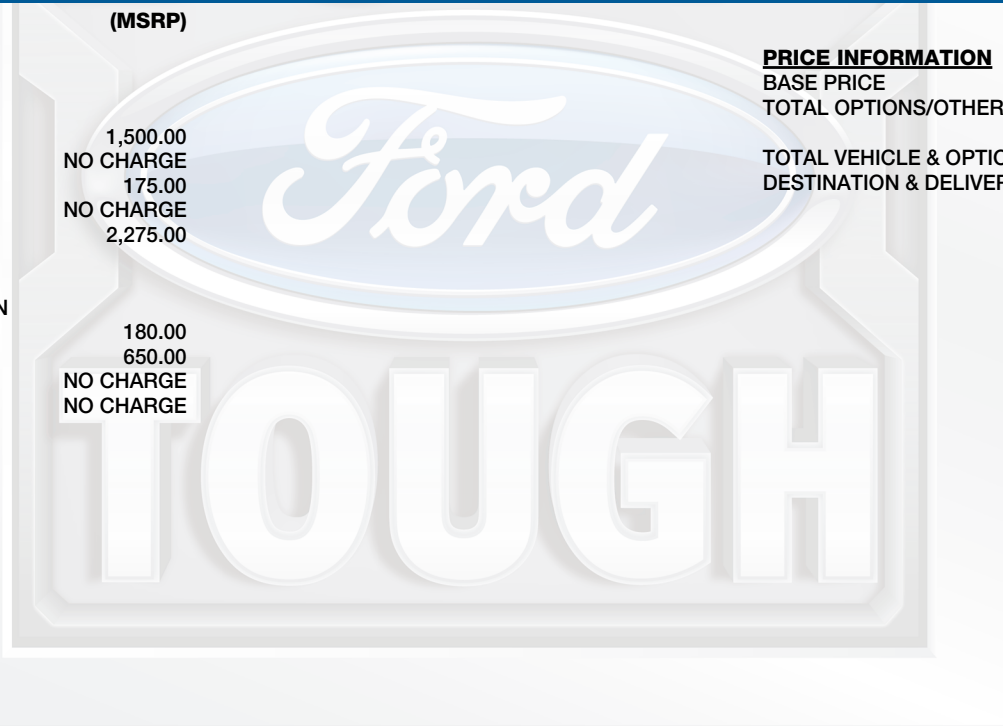 (MSRP)
1,500.00
NO CHARGE
175.00
NO CHARGE
2,275.00
N
180.00
650.00
NO CHARGE
NO CHARGE
PRICE INFORMATION
BASE PRICE
TOTAL OPTIONS/OTHER
TOTAL VEHICLE & OPTIO
DESTINATION & DELIVER
Ford
TOUGH